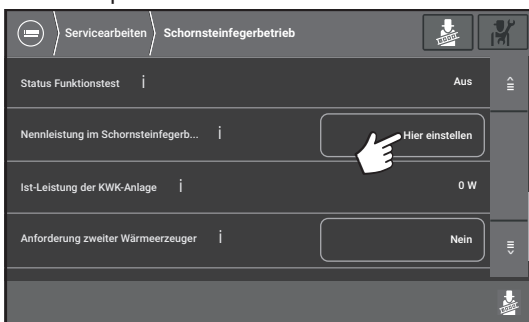 Servicearbeiten Schornsteinfegerbetrieb
Status Funktionstest i Aus
Nennleistung im Schornsteinfegerb... i Hier einstellen
Ist-Leistung der KWK-Anlage i 0 W
Anforderung zweiter Wärmeerzeuger i Nein